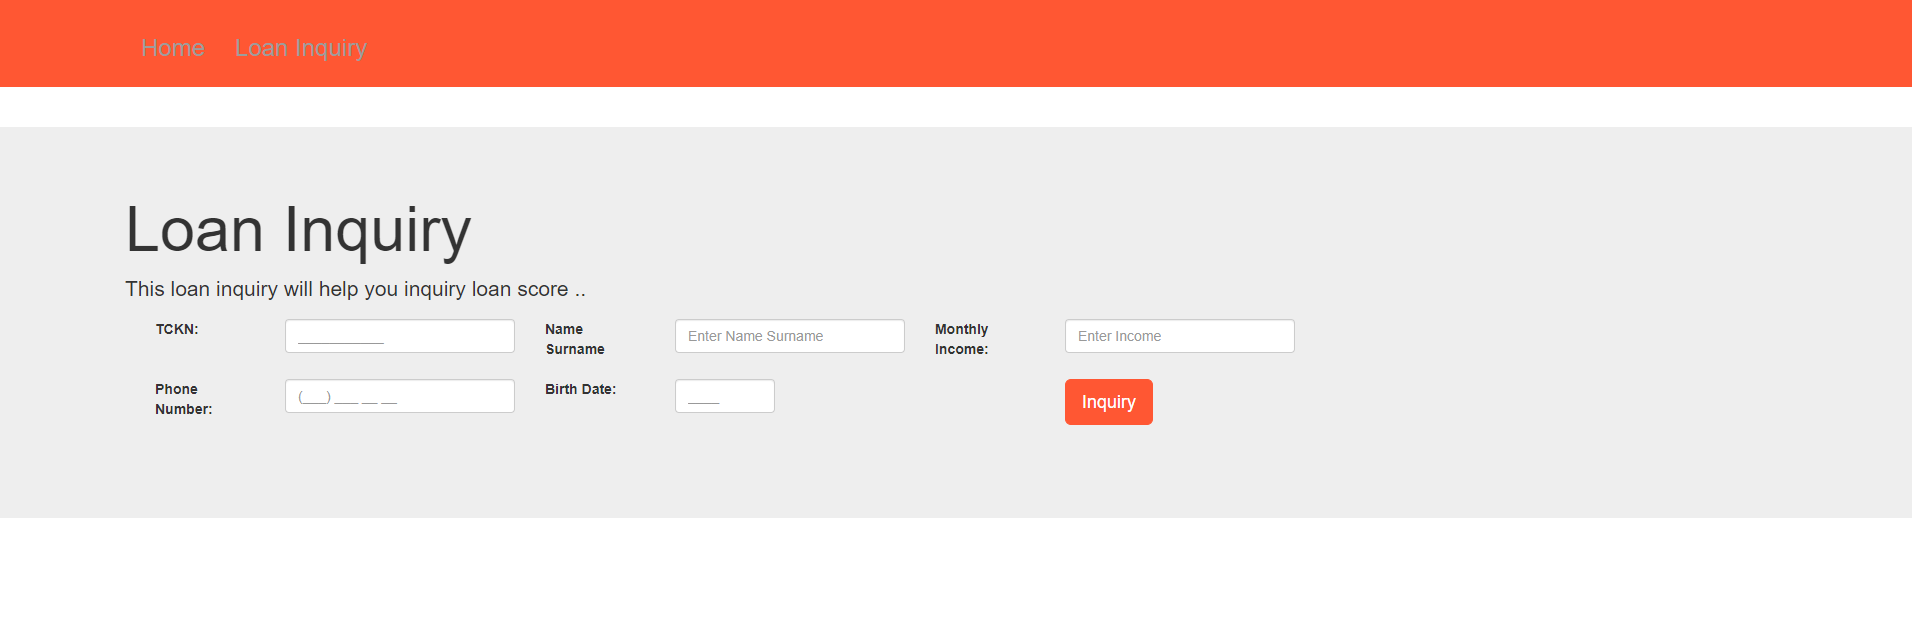 Home Loan Inquiry
Loan Inquiry
This loan inquiry will help you inquiry loan score ..
TCKN: ___________
Name
Surname
Enter Name Surname
Monthly
Income:
Enter Income
Phone
Number:
(___) ___ __ __
Birth Date: ____
Inquiry